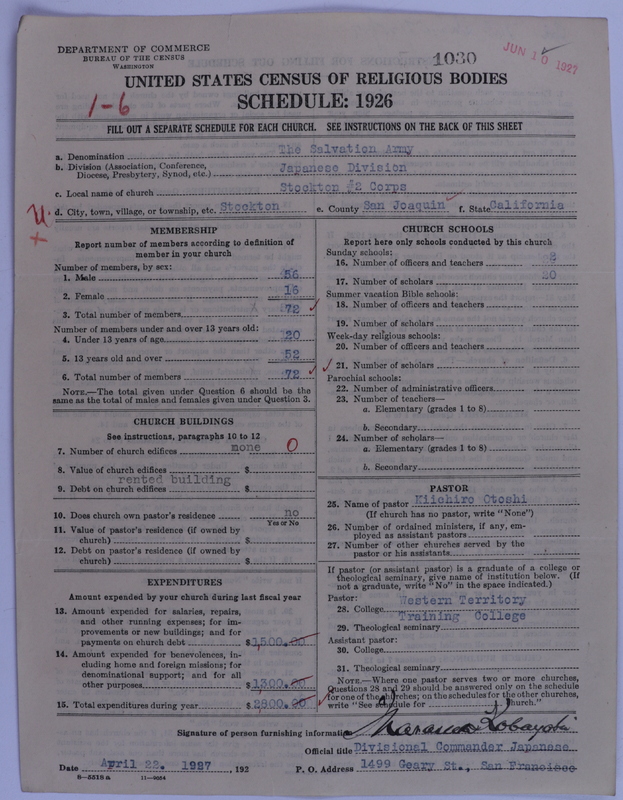 DEPARTMENT OF COMMERCE
BUREAU OF THE CENSUS
WASHINGTON
1030
JUN 10 1927
UNITED STATES CENSUS OF RELIGIOUS BODIES
1-6
SCHEDULE: 1926
FILL OUT A SEPARATE SCHEDULE FOR EACH CHURCH. SEE INSTRUCTIONS ON THE BACK OF THIS SHEET
a. Denomination The Salvation Army
b. Division (Association, Conference, Diocese, Presbytery, Synod, etc.) Japanese Division
c. Local name of church Stockton #2 Corps
d. City, town, village, or township, etc. Stockton e. County San Joaquin f. State California
MEMBERSHIP
Report number of members according to definition of
member in your church
Number of members, by sex:
1. Male 56
2. Female 16
3. Total number of members 72
Number of members under and over 13 years old:
4. Under 13 years of age 20
5. 13 years old and over 52
6. Total number of members 72
NOTE.—The total given under Question 6 should be the
same as the total of males and females given under Question 3.
CHURCH BUILDINGS
See instructions, paragraphs 10 to 12
7. Number of church edifices mone 0
8. Value of church edifices $
rented building
9. Debt on church edifices $
10. Does church own pastor's residence no
Yes or No
11. Value of pastor's residence (if owned by
church) $
12. Debt on pastor's residence (if owned by
church) $
EXPENDITURES
Amount expended by your church during last fiscal year
13. Amount expended for salaries, repairs,
and other running expenses; for im-
provements or new buildings; and for
payments on church debt $1,500.00
14. Amount expended for benevolences, in-
cluding home and foreign missions; for
denominational support; and for all
other purposes $1,300.00
15. Total expenditures during year $2800.00
CHURCH SCHOOLS
Report here only schools conducted by this church
Sunday schools:
16. Number of officers and teachers 2
17. Number of scholars 20
Summer vacation Bible schools:
18. Number of officers and teachers
19. Number of scholars
Week-day religious schools:
20. Number of officers and teachers
21. Number of scholars
Parochial schools:
22. Number of administrative officers
23. Number of teachers—
a. Elementary (grades 1 to 8)
b. Secondary
24. Number of scholars—
a. Elementary (grades 1 to 8)
b. Secondary
PASTOR
25. Name of pastor Kiichiro Otoshi
(If church has no pastor, write "None")
26. Number of ordained ministers, if any, em-
ployed as assistant pastors
27. Number of other churches served by the
pastor or his assistants
If pastor (or assistant pastor) is a graduate of a college or
theological seminary, give name of institution below. (If
not a graduate, write "No" in the space indicated.)
Pastor:
28. College Western Territory
Training College
29. Theological seminary
Assistant pastor:
30. College
31. Theological seminary
NOTE.—Where one pastor serves two or more churches,
Questions 28 and 29 should be answered only on the schedule
for one of the churches; on the schedules for the other churches,
write "See schedule for Church."
Signature of person furnishing information Masasuke Kobayashi
Official title Divisional Commander Japanese
Date April 22. 1927 192 P. O. Address 1499 Geary St., San Francisco
8—5518a 11—9664